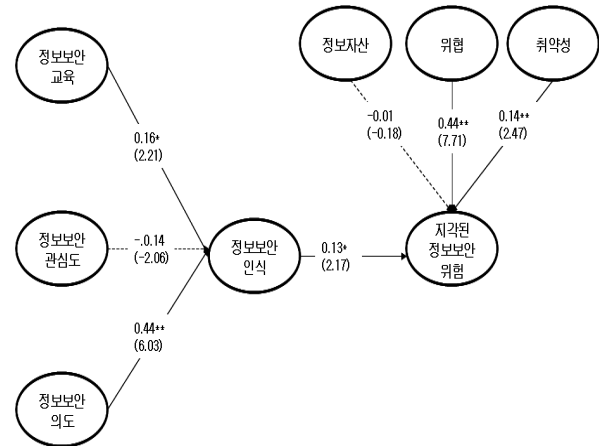 정보보안
교육
정보자산
위협
취약성
-0.01
(-0.18)
0.44**
(7.71)
0.14**
(2.47)
0.16*
(2.21)
정보보안
관심도
-.0.14
(-2.06)
정보보안
인식
0.13*
(2.17)
지각된
정보보안
위험
0.44**
(6.03)
정보보안
의도